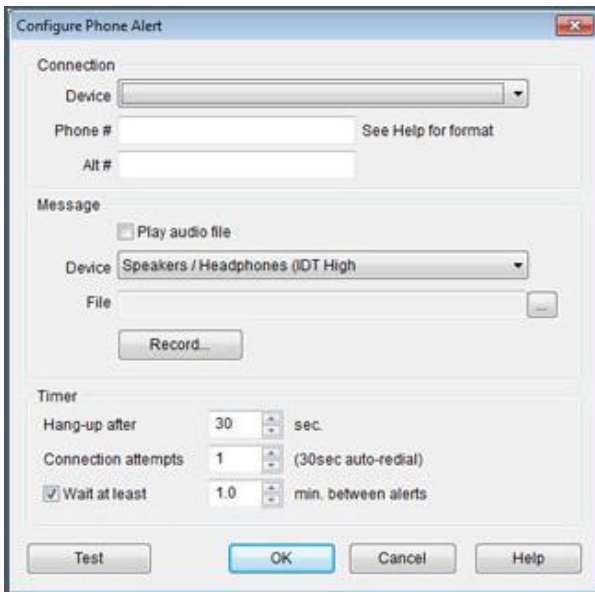 Configure Phone Alert
Connection
Device
Phone # See Help for format
Alt #
Message
Play audio file
Device Speakers / Headphones (IDT High
File ...
Record...
Timer
Hang-up after 30 sec.
Connection attempts 1 (30sec auto-redial)
Wait at least 1.0 min. between alerts
Test OK Cancel Help